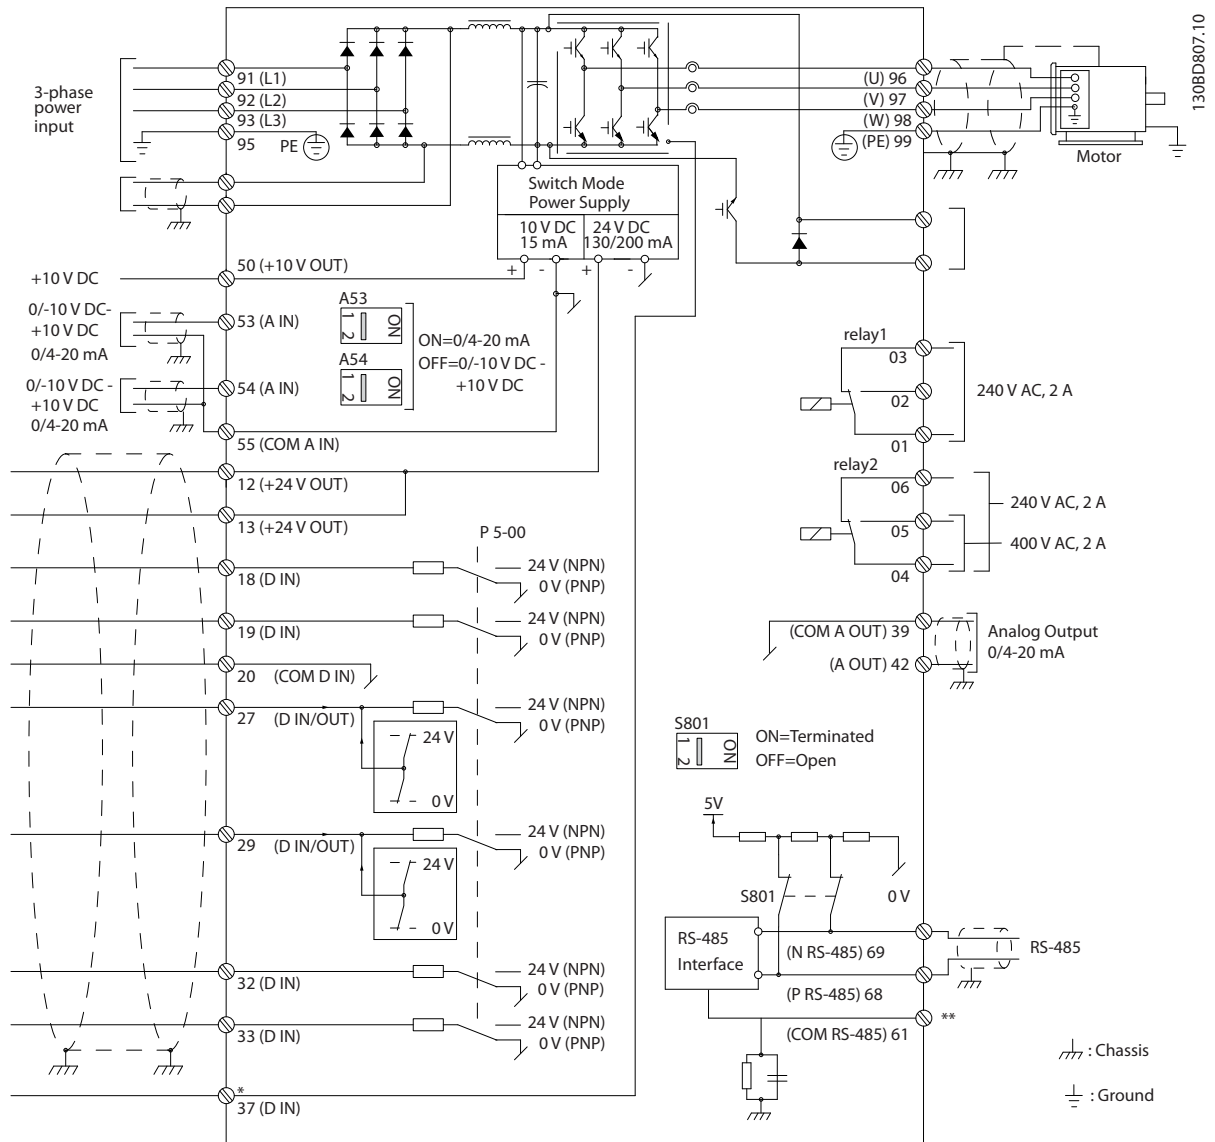 130BD807.10
3-phase
power
input
91 (L1)
92 (L2)
93 (L3)
95
PE
(U) 96
(V) 97
(W) 98
(PE) 99
Motor
Switch Mode
Power Supply
10 V DC
15 mA
24 V DC
130/200 mA
+ - + -
50 (+10 V OUT)
+10 V DC
0/-10 V DC-
+10 V DC
0/4-20 mA
53 (A IN)
A53
1 2 ON
A54
1 2 ON
ON=0/4-20 mA
OFF=0/-10 V DC -
+10 V DC
0/-10 V DC -
+10 V DC
0/4-20 mA
54 (A IN)
55 (COM A IN)
12 (+24 V OUT)
13 (+24 V OUT)
P 5-00
18 (D IN)
24 V (NPN)
0 V (PNP)
19 (D IN)
24 V (NPN)
0 V (PNP)
20 (COM D IN)
27 (D IN/OUT)
24 V (NPN)
0 V (PNP)
24 V
0 V
29 (D IN/OUT)
24 V (NPN)
0 V (PNP)
24 V
0 V
32 (D IN)
24 V (NPN)
0 V (PNP)
33 (D IN)
24 V (NPN)
0 V (PNP)
*
37 (D IN)
relay1
03
02
01
240 V AC, 2 A
relay2
06
05
04
240 V AC, 2 A
400 V AC, 2 A
(COM A OUT) 39
(A OUT) 42
Analog Output
0/4-20 mA
S801
1 2 ON
ON=Terminated
OFF=Open
5V
S801
0 V
RS-485
Interface
(N RS-485) 69
(P RS-485) 68
(COM RS-485) 61
RS-485
**
: Chassis
: Ground